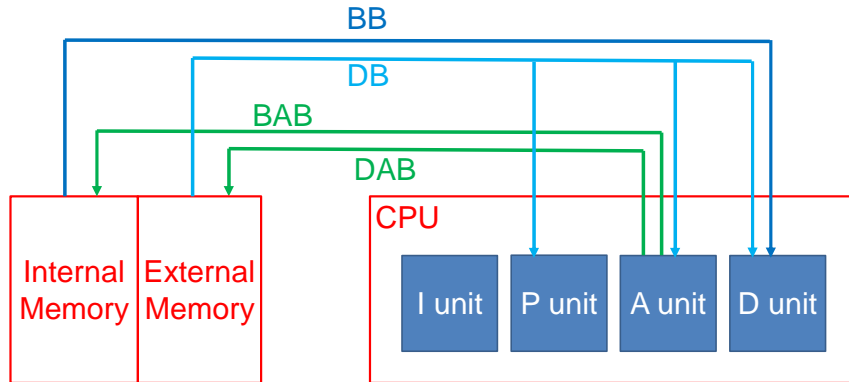 BB
DB
BAB
DAB
CPU
Internal
Memory
External
Memory
I unit
P unit
A unit
D unit